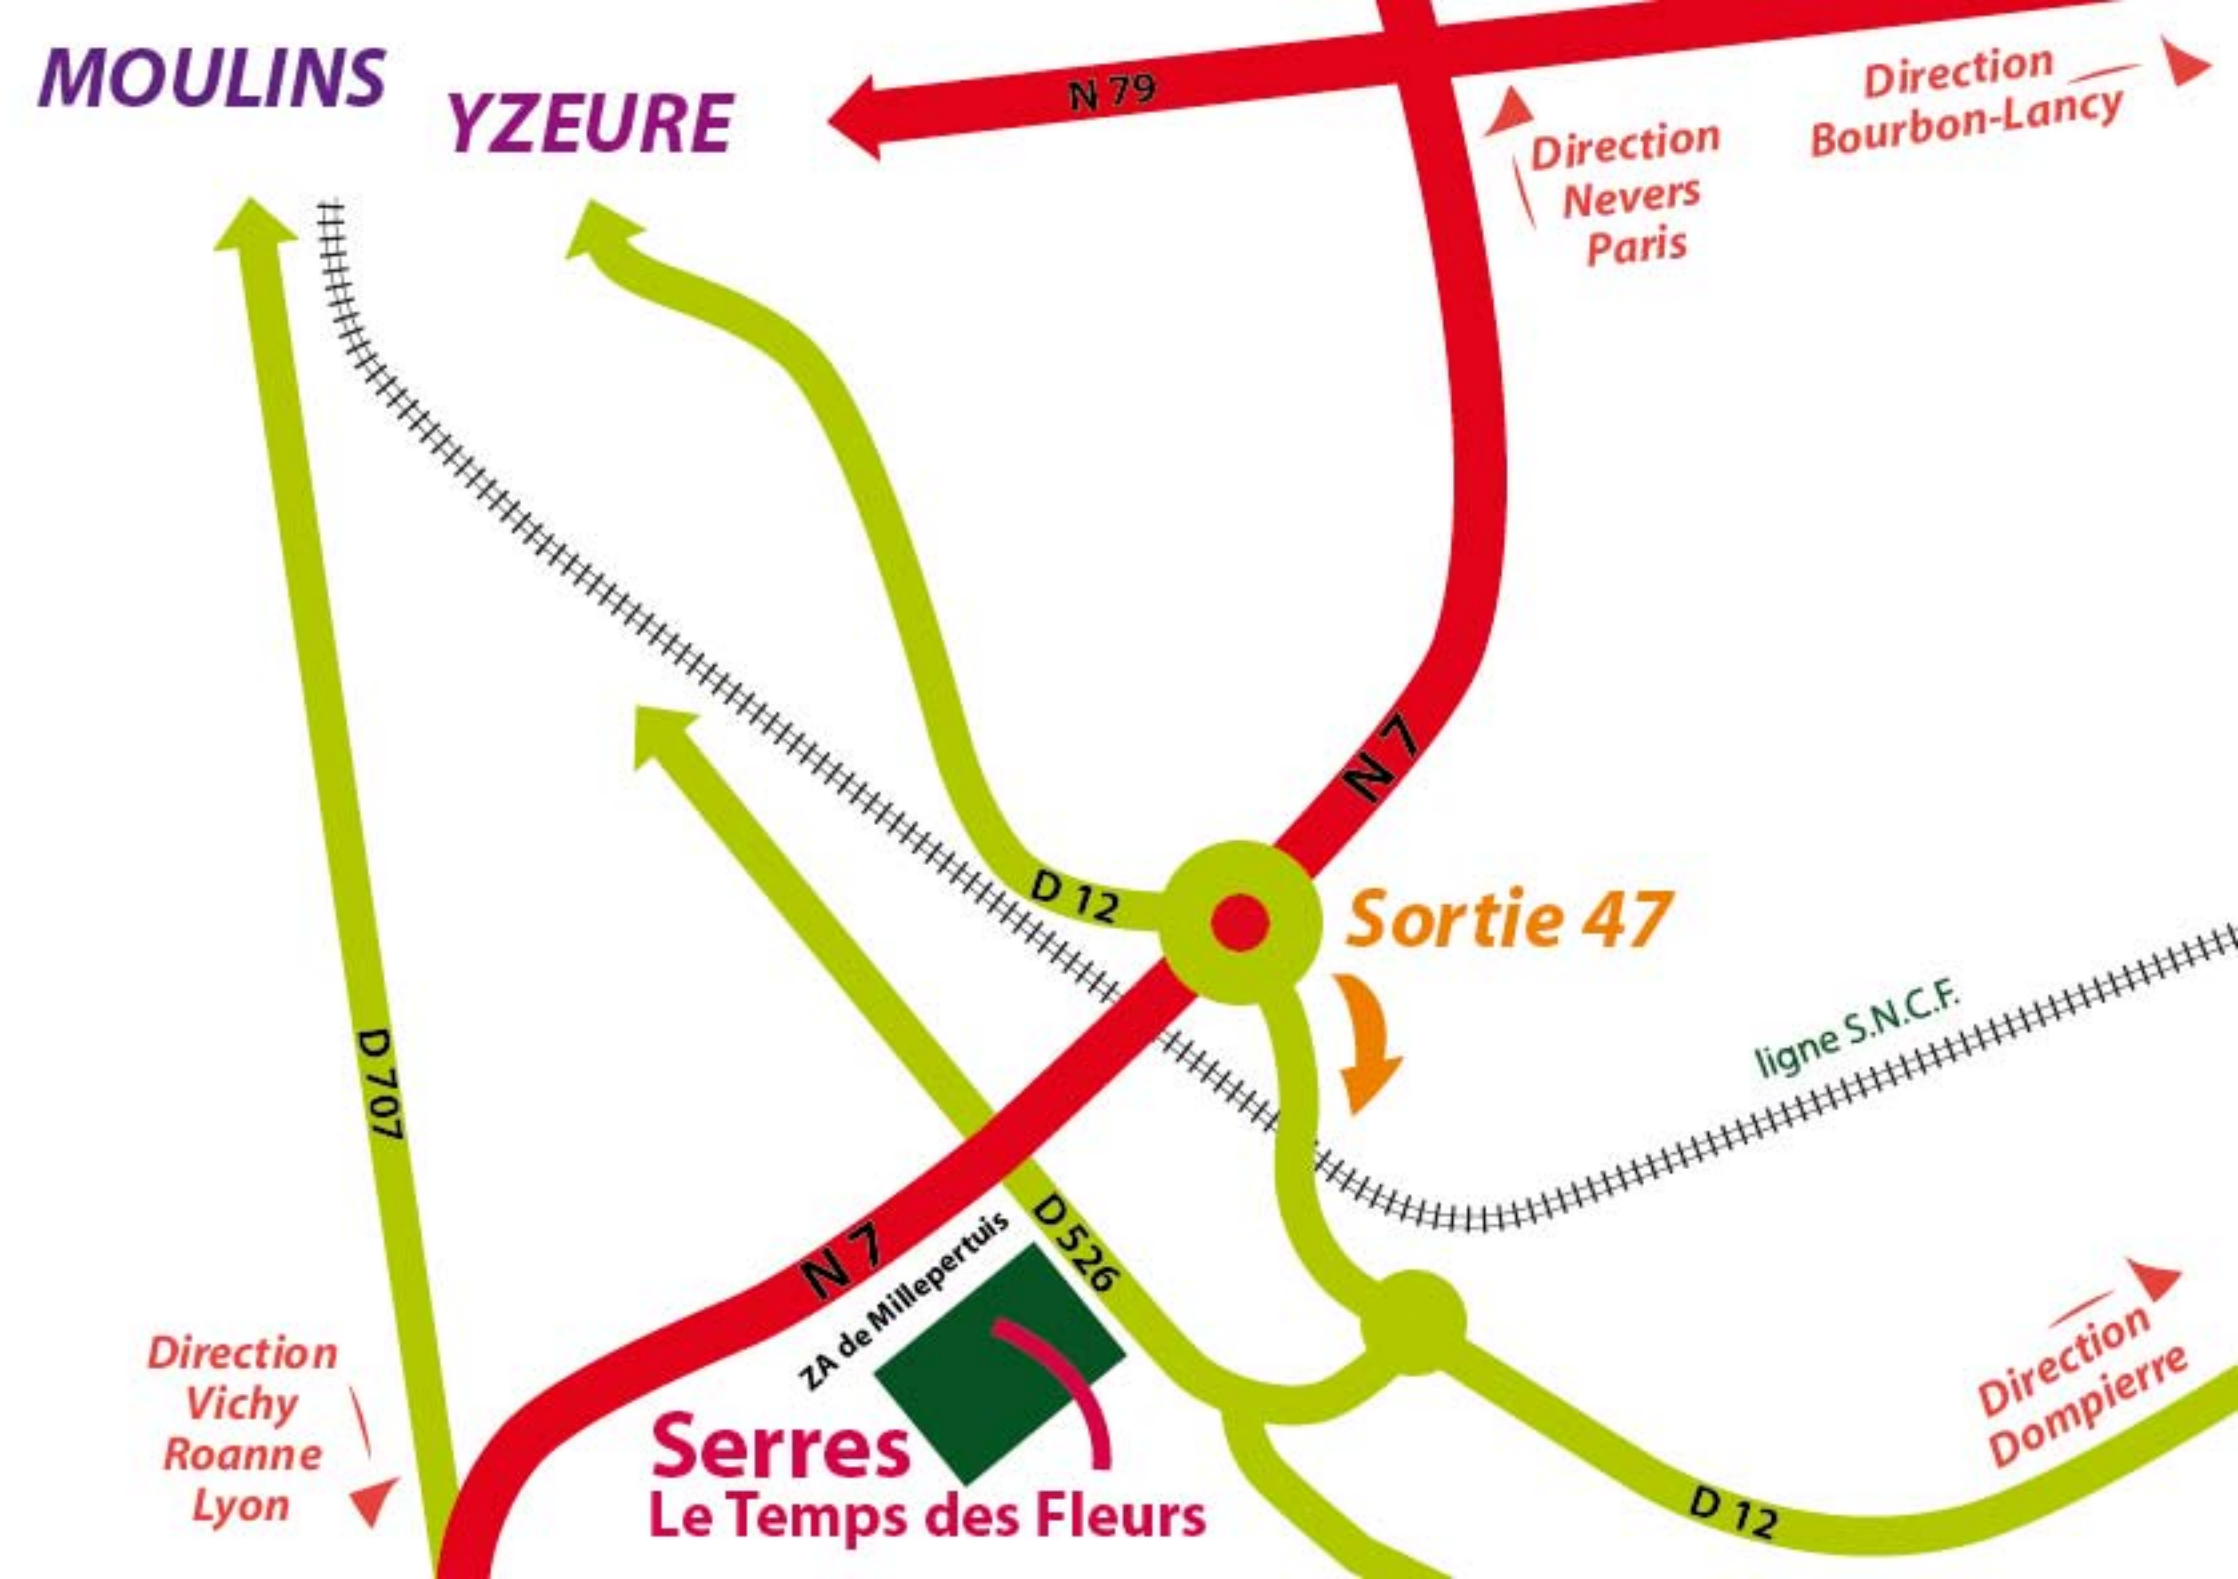 MOULINS
YZEURE
N 79
Direction
Bourbon-Lancy
Direction
Nevers
Paris
N 7
D 12
Sortie 47
ligne S.N.C.F.
D 707
D 526
N 7
ZA de Millepertuis
Direction
Vichy
Roanne
Lyon
Direction
Dompierre
Serres
Le Temps des Fleurs
D 12